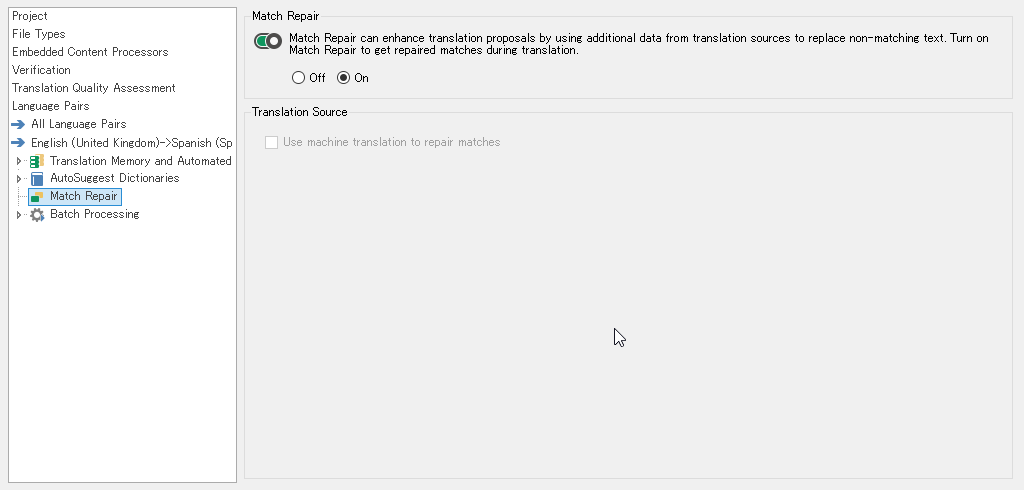 Project
File Types
Embedded Content Processors
Verification
Translation Quality Assessment
Language Pairs
All Language Pairs
English (United Kingdom)->Spanish (Sp
Translation Memory and Automated
AutoSuggest Dictionaries
Match Repair
Batch Processing
Match Repair
Match Repair can enhance translation proposals by using additional data from translation sources to replace non-matching text. Turn on
Match Repair to get repaired matches during translation.
Off On
Translation Source
Use machine translation to repair matches